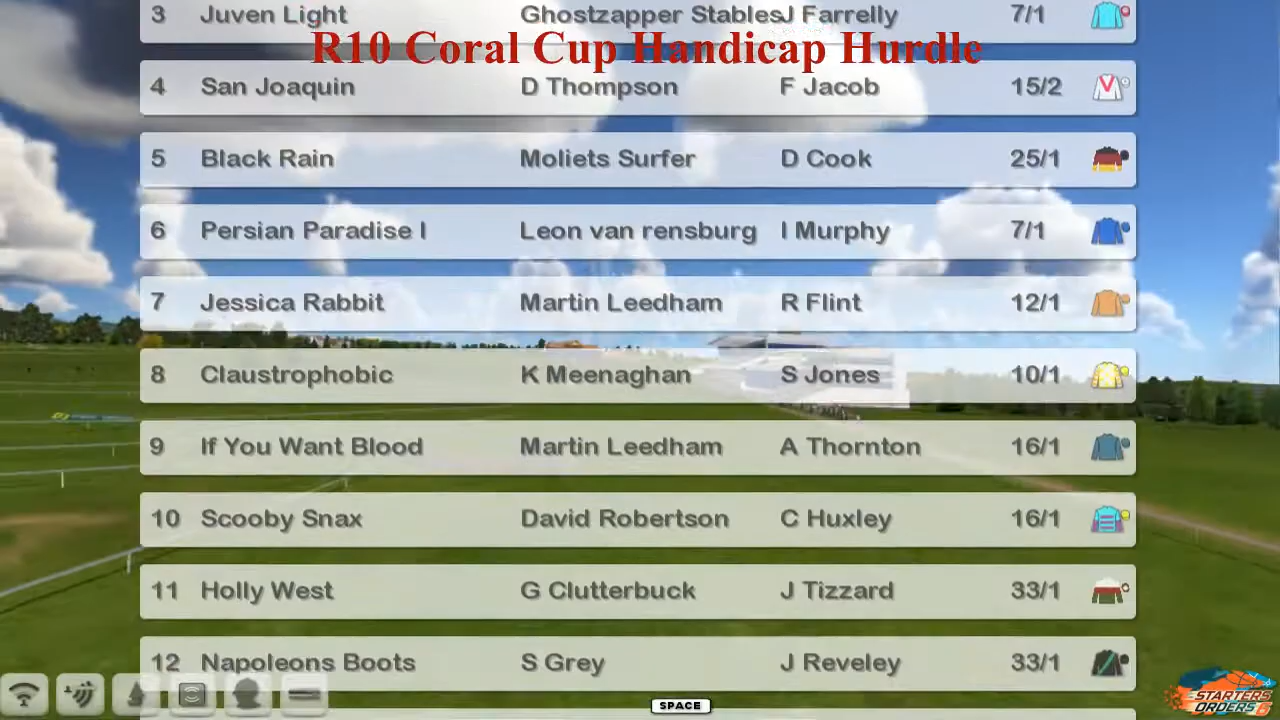 3 Juven Light Ghostzapper Stables J Farrelly 7/1
R10 Coral Cup Handicap Hurdle
4 San Joaquin D Thompson F Jacob 15/2
5 Black Rain Moliets Surfer D Cook 25/1
6 Persian Paradise I Leon van rensburg I Murphy 7/1
7 Jessica Rabbit Martin Leedham R Flint 12/1
8 Claustrophobic K Meenaghan S Jones 10/1
9 If You Want Blood Martin Leedham A Thornton 16/1
10 Scooby Snax David Robertson C Huxley 16/1
11 Holly West G Clutterbuck J Tizzard 33/1
12 Napoleons Boots S Grey J Reveley 33/1
SPACE
STARTERS
ORDERS 6